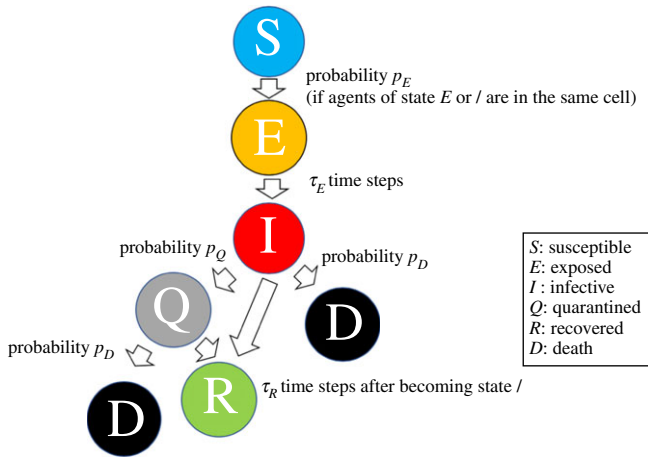 S
probability p_E
(if agents of state E or / are in the same cell)
E
τ_E time steps
I
probability p_Q
probability p_D
Q
D
probability p_D
D
R
τ_R time steps after becoming state /
S: susceptible
E: exposed
I : infective
Q: quarantined
R: recovered
D: death